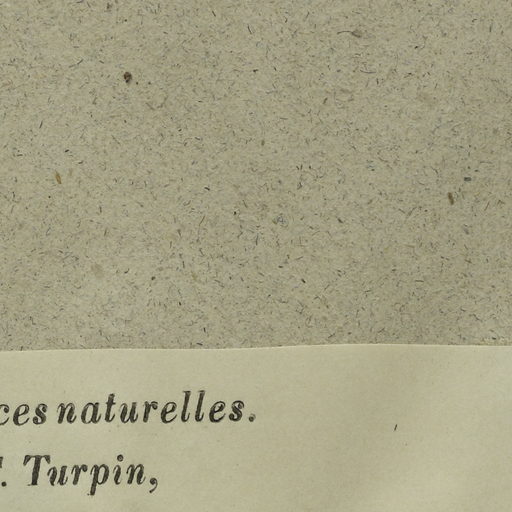 ces naturelles.
. Turpin,